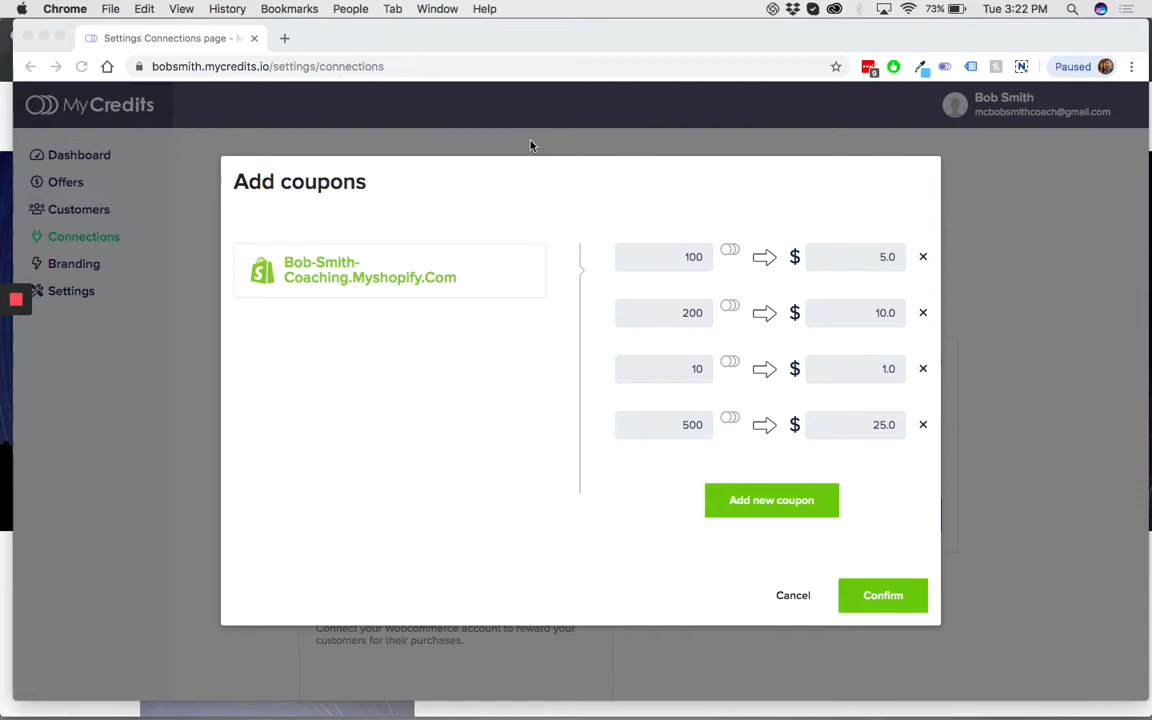 Chrome File Edit View History Bookmarks People Tab Window Help 73% Tue 3:22 PM
Settings Connections page - M
bobsmith.mycredits.io/settings/connections
9 N Paused
MyCredits
Bob Smith
mcbobsmithcoach@gmail.com
Dashboard
Offers
Customers
Connections
Branding
Settings
Add coupons
Bob-Smith-
Coaching.Myshopify.Com
100 $ 5.0 ×
200 $ 10.0 ×
10 $ 1.0 ×
500 $ 25.0 ×
Add new coupon
Cancel Confirm
Connect your Woocommerce account to reward your
customers for their purchases.